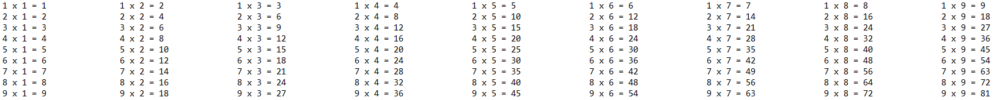 1 x 1 = 1 1 x 2 = 2 1 x 3 = 3 1 x 4 = 4 1 x 5 = 5 1 x 6 = 6 1 x 7 = 7 1 x 8 = 8 1 x 9 = 9
2 x 1 = 2 2 x 2 = 4 2 x 3 = 6 2 x 4 = 8 2 x 5 = 10 2 x 6 = 12 2 x 7 = 14 2 x 8 = 16 2 x 9 = 18
3 x 1 = 3 3 x 2 = 6 3 x 3 = 9 3 x 4 = 12 3 x 5 = 15 3 x 6 = 18 3 x 7 = 21 3 x 8 = 24 3 x 9 = 27
4 x 1 = 4 4 x 2 = 8 4 x 3 = 12 4 x 4 = 16 4 x 5 = 20 4 x 6 = 24 4 x 7 = 28 4 x 8 = 32 4 x 9 = 36
5 x 1 = 5 5 x 2 = 10 5 x 3 = 15 5 x 4 = 20 5 x 5 = 25 5 x 6 = 30 5 x 7 = 35 5 x 8 = 40 5 x 9 = 45
6 x 1 = 6 6 x 2 = 12 6 x 3 = 18 6 x 4 = 24 6 x 5 = 30 6 x 6 = 36 6 x 7 = 42 6 x 8 = 48 6 x 9 = 54
7 x 1 = 7 7 x 2 = 14 7 x 3 = 21 7 x 4 = 28 7 x 5 = 35 7 x 6 = 42 7 x 7 = 49 7 x 8 = 56 7 x 9 = 63
8 x 1 = 8 8 x 2 = 16 8 x 3 = 24 8 x 4 = 32 8 x 5 = 40 8 x 6 = 48 8 x 7 = 56 8 x 8 = 64 8 x 9 = 72
9 x 1 = 9 9 x 2 = 18 9 x 3 = 27 9 x 4 = 36 9 x 5 = 45 9 x 6 = 54 9 x 7 = 63 9 x 8 = 72 9 x 9 = 81